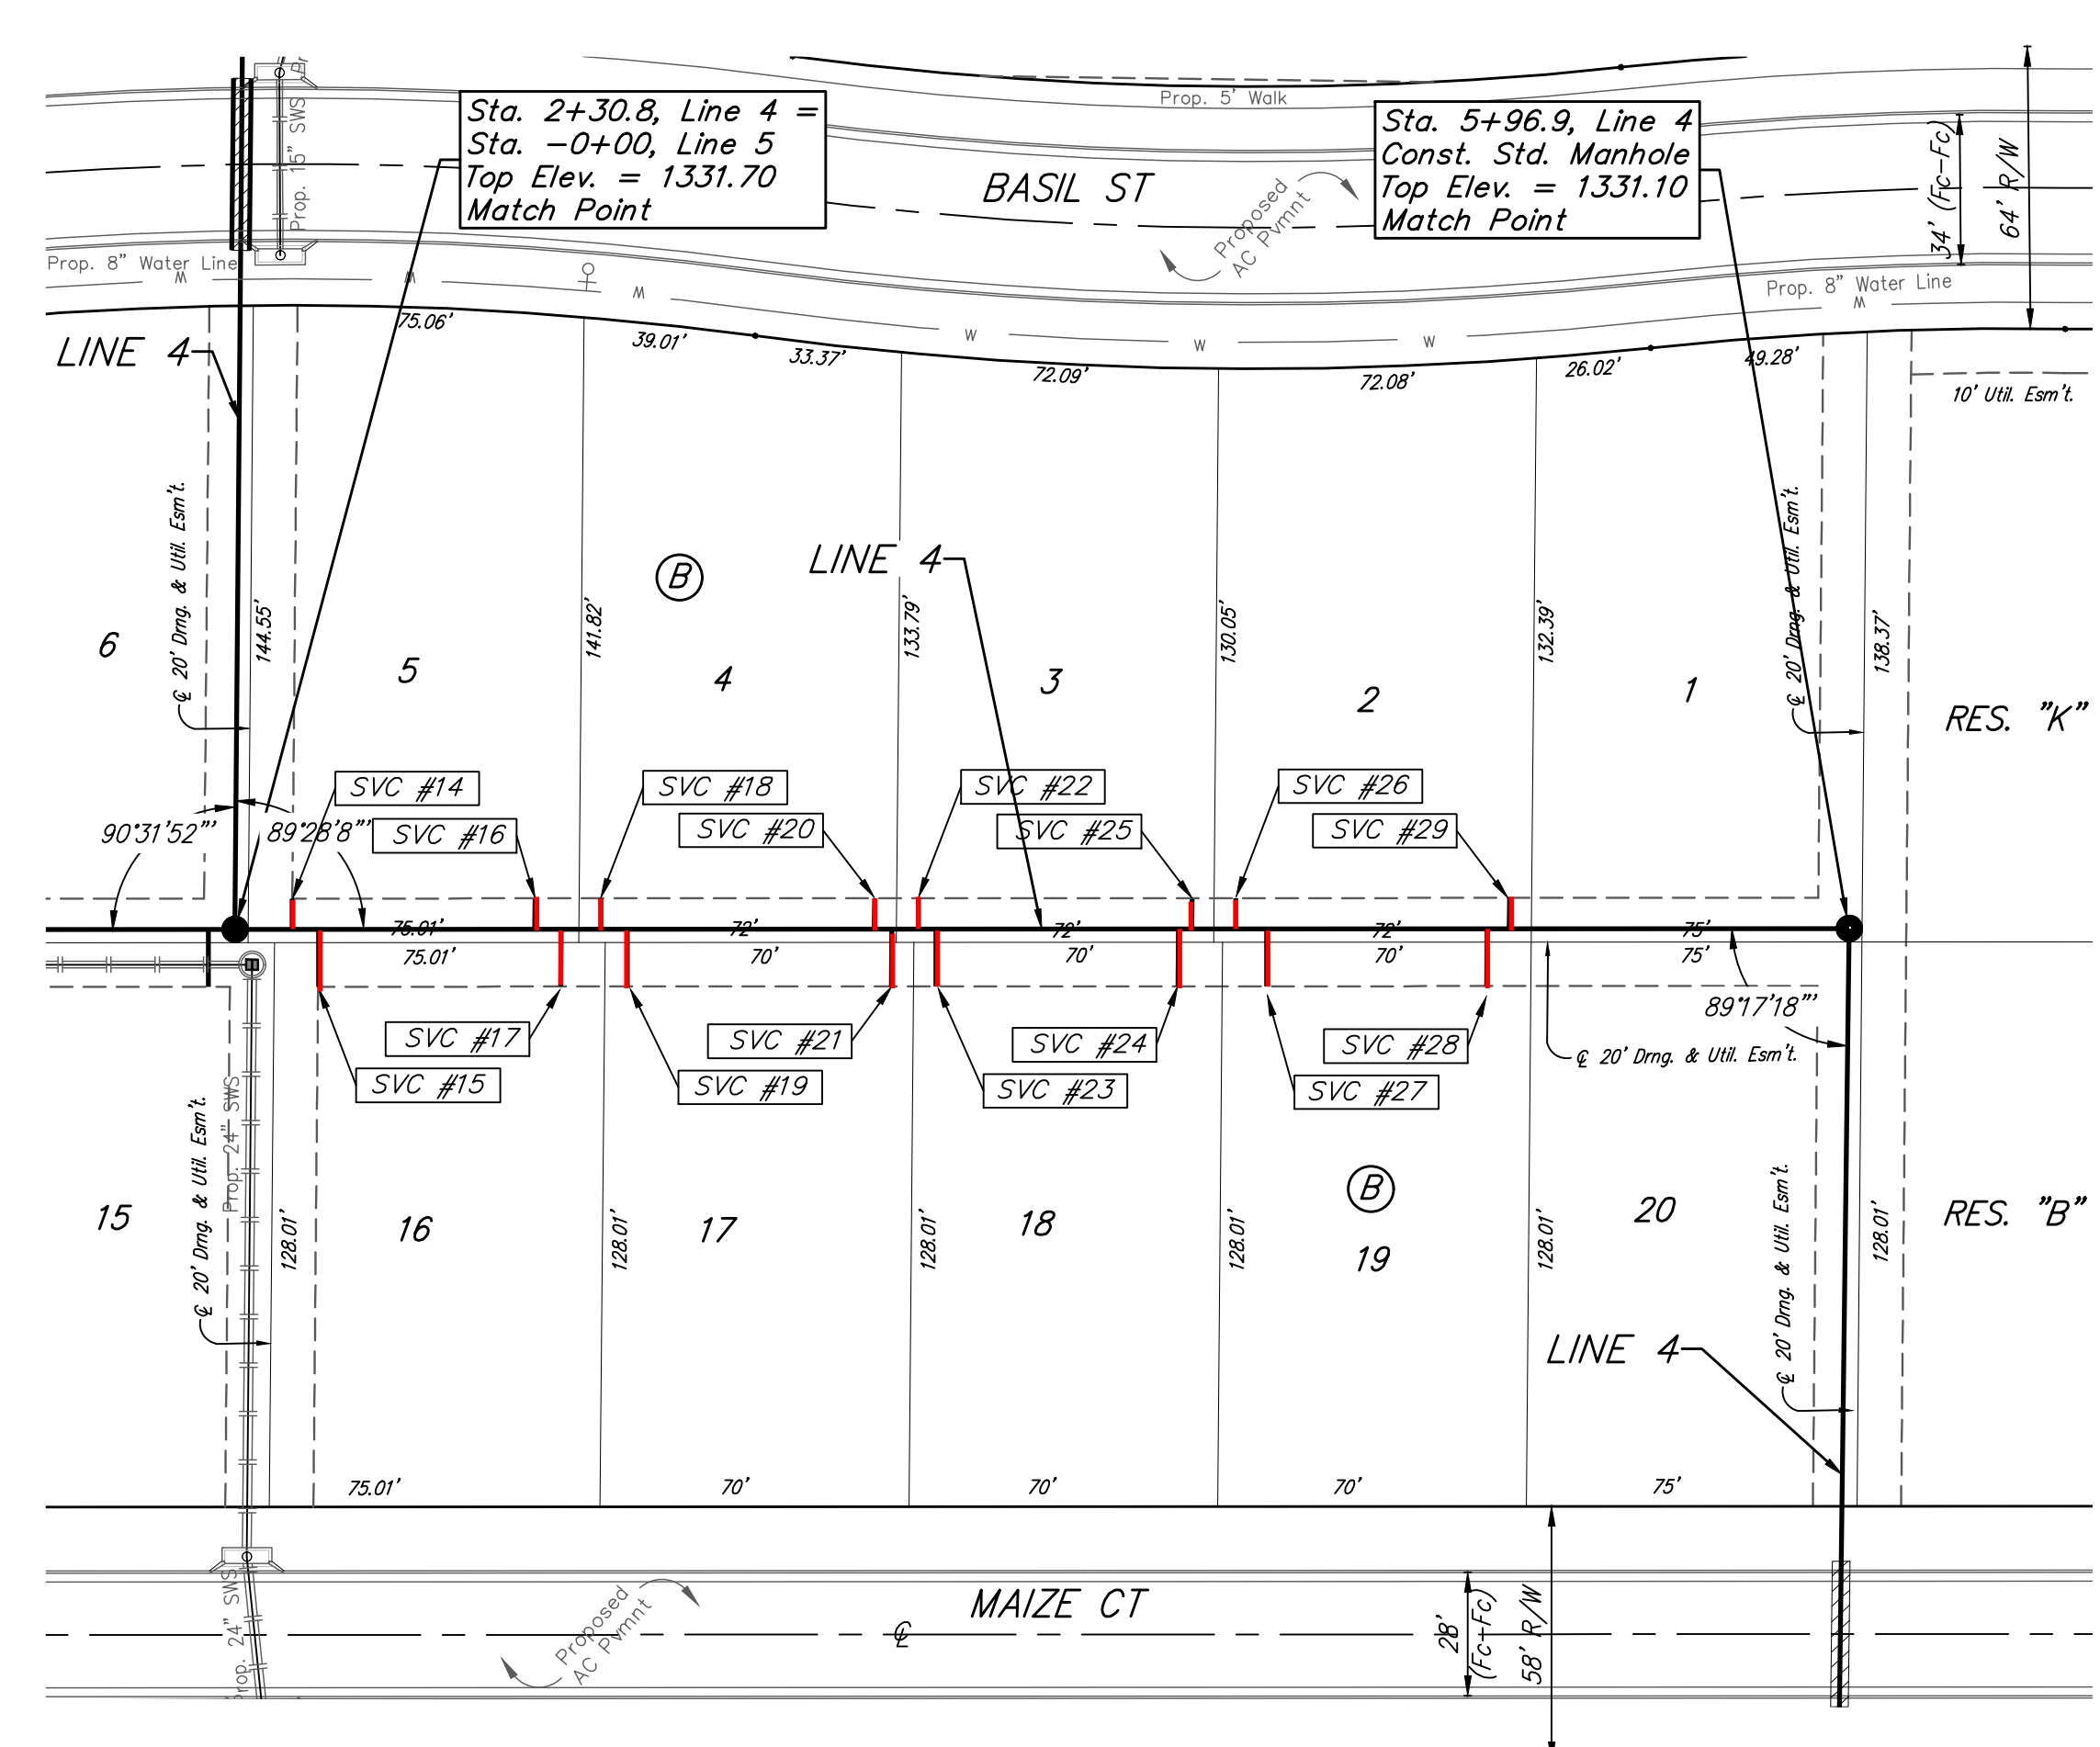 Prop. 15" SWS
Pr
Sta. 2+30.8, Line 4 =
Sta. -0+00, Line 5
Top Elev. = 1331.70
Match Point
Prop. 5' Walk
Sta. 5+96.9, Line 4
Const. Std. Manhole
Top Elev. = 1331.10
Match Point
BASIL ST
Proposed
AC Pvmnt
34' (Fc-Fc)
64' R/W
Prop. 8" Water Line
W
W
W
W
W
W
W
Prop. 8" Water Line
LINE 4
75.06'
39.01'
33.37'
72.09'
72.08'
26.02'
49.28'
10' Util. Esm't.
℄ 20' Drng. & Util. Esm't.
144.55'
141.82'
133.79'
130.05'
132.39'
℄ 20' Drng. & Util. Esm't.
138.37'
B
LINE 4
6
5
4
3
2
1
RES. "K"
SVC #14
SVC #18
SVC #22
SVC #26
SVC #16
SVC #20
SVC #25
SVC #29
90°31'52"'
89°28'8"'
75.01'
72'
72'
72'
75'
75.01'
70'
70'
70'
75'
89°17'18"'
SVC #17
SVC #21
SVC #24
SVC #28
℄ 20' Drng. & Util. Esm't.
SVC #15
SVC #19
SVC #23
SVC #27
Prop. 24" SWS
℄ 20' Drng. & Util. Esm't.
128.01'
128.01'
128.01'
128.01'
128.01'
℄ 20' Drng. & Util. Esm't.
128.01'
B
15
16
17
18
19
20
RES. "B"
LINE 4
75.01'
70'
70'
70'
75'
Prop. 24" SWS
Proposed
AC Pvmnt
MAIZE CT
℄
28'
(Fc-Fc)
58' R/W